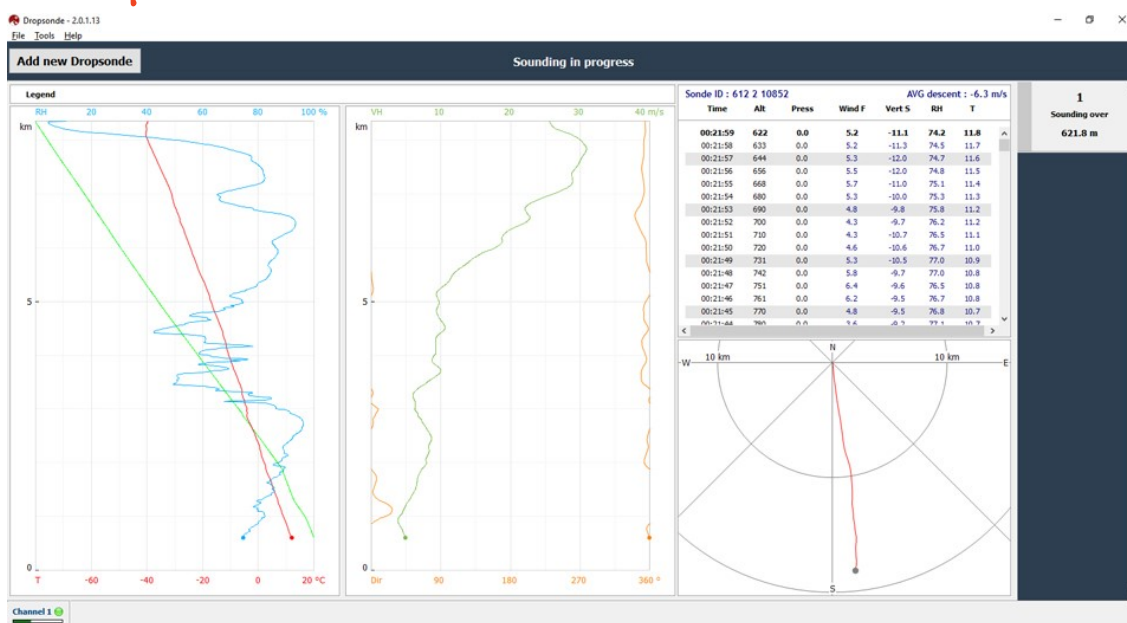 Dropsonde - 2.0.1.13
File Tools Help
Add new Dropsonde
Sounding in progress
Legend
RH 20 40 60 80 100 %
km
5
0
T -60 -40 -20 0 20 °C
VH 10 20 30 40 m/s
km
5
0
Dir 90 180 270 360 °
Sonde ID : 612 2 10852 AVG descent : -6.3 m/s
Time Alt Press Wind F Vert S RH T
00:21:59 622 0.0 5.2 -11.1 74.2 11.8
00:21:58 633 0.0 5.2 -11.3 74.5 11.7
00:21:57 644 0.0 5.3 -12.0 74.7 11.6
00:21:56 656 0.0 5.5 -12.0 74.8 11.5
00:21:55 668 0.0 5.7 -11.0 75.1 11.4
00:21:54 680 0.0 5.3 -10.0 75.3 11.3
00:21:53 690 0.0 4.8 -9.8 75.8 11.2
00:21:52 700 0.0 4.3 -9.7 76.2 11.2
00:21:51 710 0.0 4.3 -10.7 76.5 11.1
00:21:50 720 0.0 4.6 -10.6 76.7 11.0
00:21:49 731 0.0 5.3 -10.5 77.0 10.9
00:21:48 742 0.0 5.8 -9.7 77.0 10.8
00:21:47 751 0.0 6.4 -9.6 76.5 10.8
00:21:46 761 0.0 6.2 -9.5 76.7 10.8
00:21:45 770 0.0 4.8 -9.5 76.8 10.7
00:21:44 780 0.0 3.6 -9.2 77.1 10.7
N
W 10 km 10 km E
S
1
Sounding over
621.8 m
Channel 1